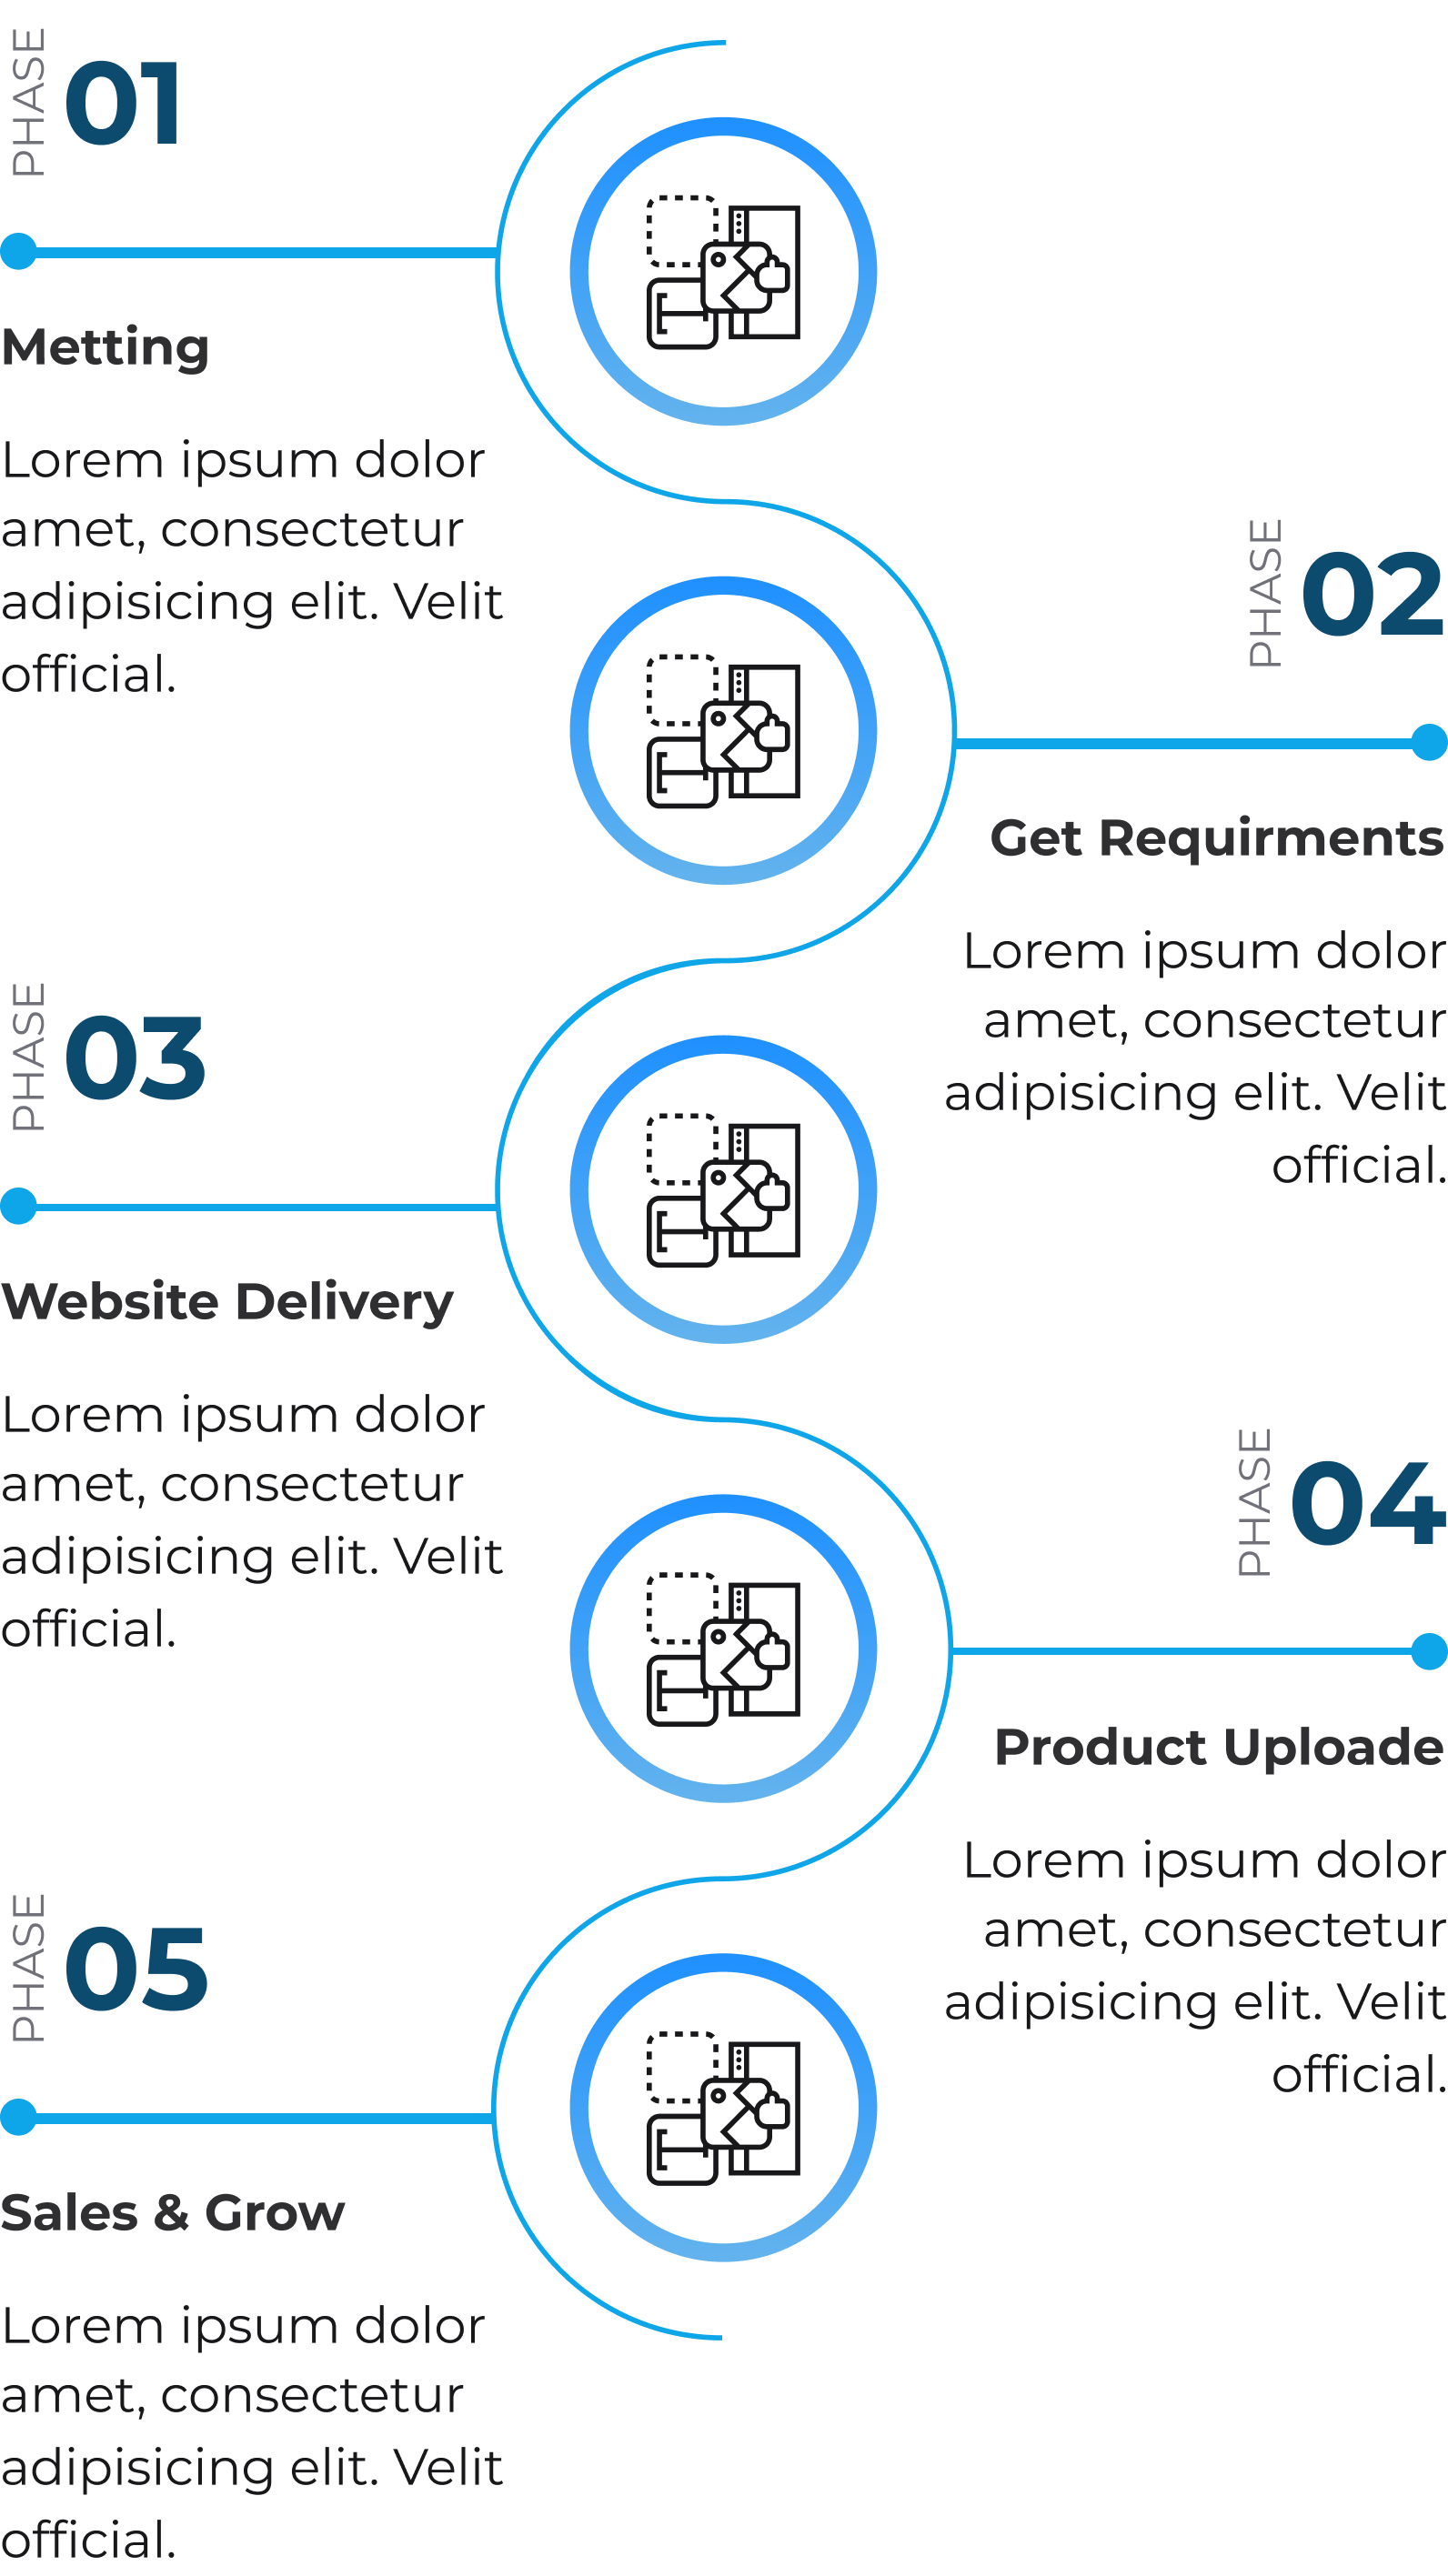 PHASE
01
Metting
Lorem ipsum dolor
amet, consectetur
adipisicing elit. Velit
official.
PHASE
02
Get Requirments
Lorem ipsum dolor
amet, consectetur
adipisicing elit. Velit
official.
PHASE
03
Website Delivery
Lorem ipsum dolor
amet, consectetur
adipisicing elit. Velit
official.
PHASE
04
Product Uploade
Lorem ipsum dolor
amet, consectetur
adipisicing elit. Velit
official.
PHASE
05
Sales & Grow
Lorem ipsum dolor
amet, consectetur
adipisicing elit. Velit
official.